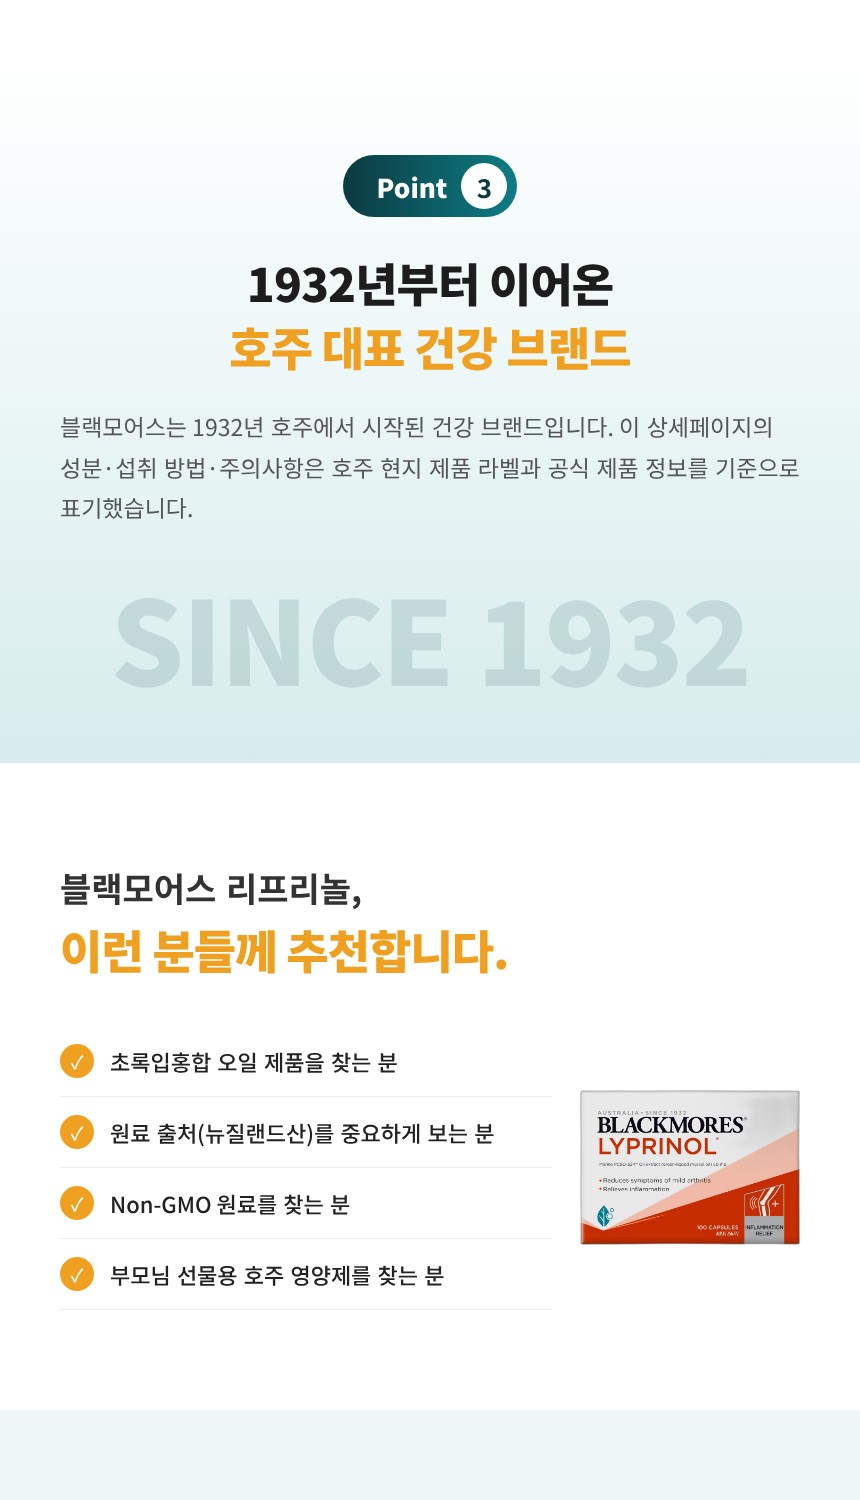 Point 3
1932년부터 이어온
호주 대표 건강 브랜드
블랙모어스는 1932년 호주에서 시작된 건강 브랜드입니다. 이 상세페이지의
성분·섭취 방법·주의사항은 호주 현지 제품 라벨과 공식 제품 정보를 기준으로
표기했습니다.
SINCE 1932
블랙모어스 리프리놀,
이런 분들께 추천합니다.
✓ 초록입홍합 오일 제품을 찾는 분
✓ 원료 출처(뉴질랜드산)를 중요하게 보는 분
✓ Non-GMO 원료를 찾는 분
✓ 부모님 선물용 호주 영양제를 찾는 분
AUSTRALIA • SINCE 1932
BLACKMORES®
LYPRINOL®
• Reduces symptoms of mild arthritis
• Relieves inflammation
100 CAPSULES
INFLAMMATION
RELIEF